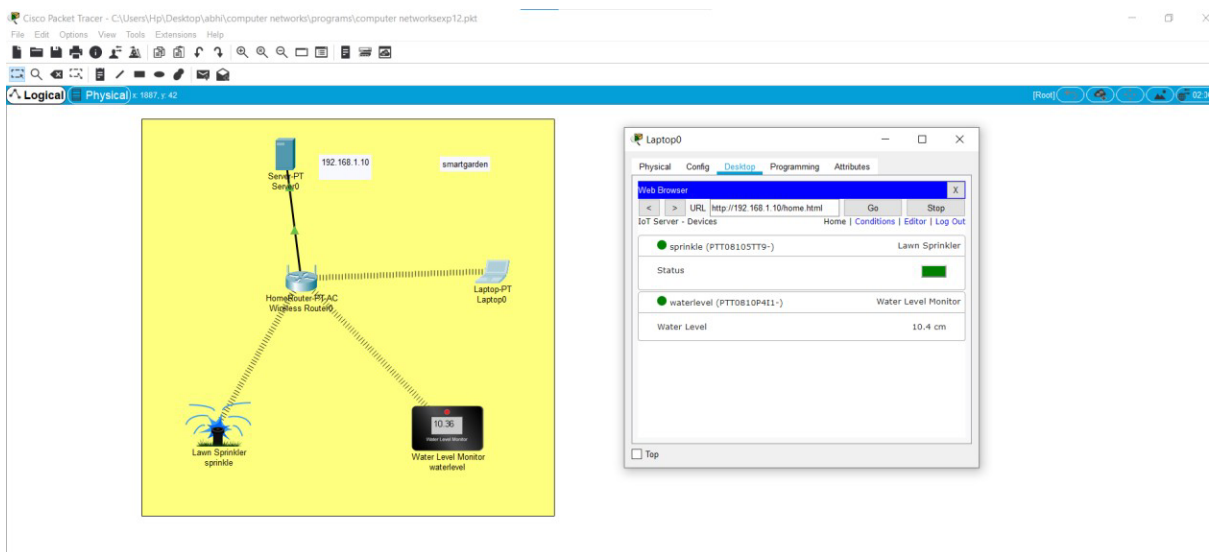 Cisco Packet Tracer - C:\Users\Hp\Desktop\abhi\computer networks\programs\computer networksexp12.pkt
File Edit Options View Tools Extensions Help
Logical Physical x: 1887, y: 42 [Root]
192.168.1.10 smartgarden
Server-PT
Server0
HomeRouter-PT-AC
Wireless Router0
Laptop-PT
Laptop0
10.36
Water Level Monitor
Lawn Sprinkler
sprinkle
Water Level Monitor
waterlevel
Laptop0
Physical Config Desktop Programming Attributes
Web Browser X
< > URL http://192.168.1.10/home.html Go Stop
IoT Server - Devices Home | Conditions | Editor | Log Out
sprinkle (PTT08105TT9-) Lawn Sprinkler
Status
waterlevel (PTT0810P4I1-) Water Level Monitor
Water Level 10.4 cm
Top